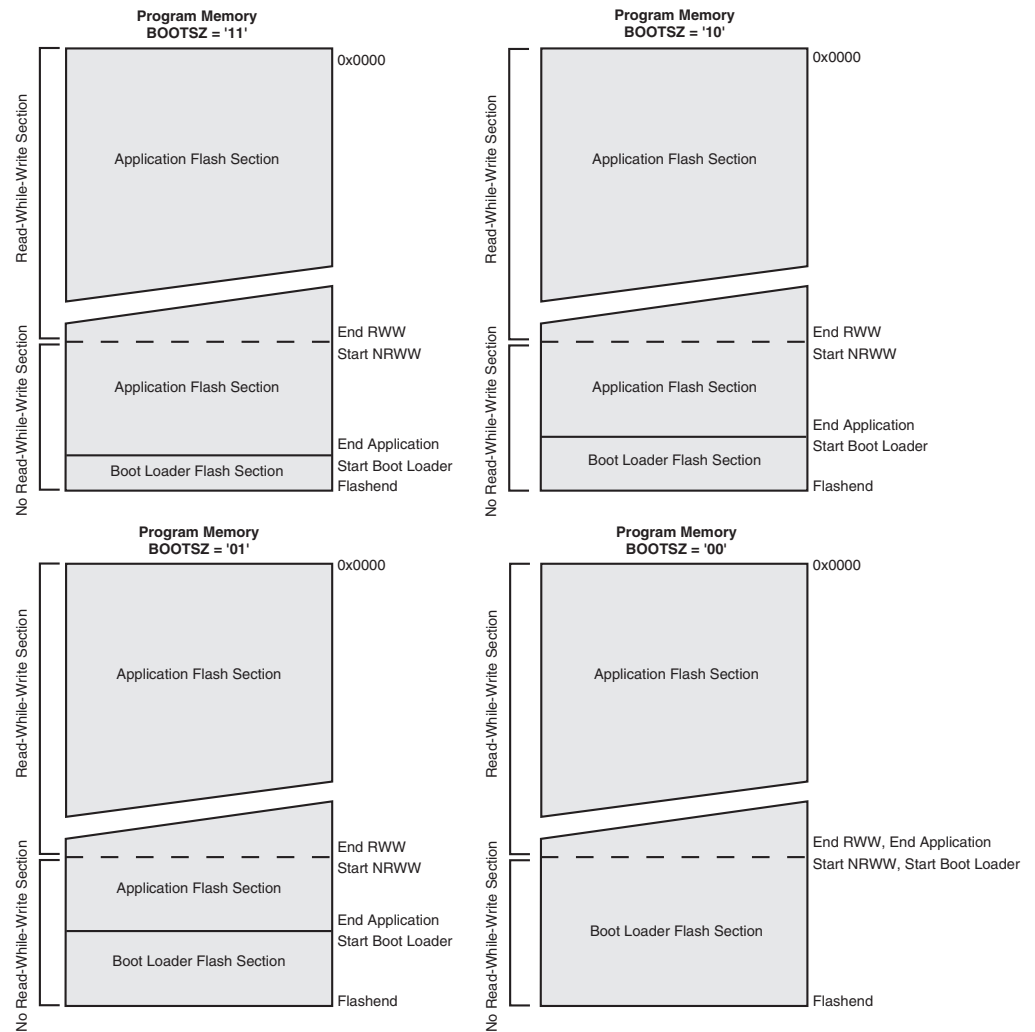 Program Memory
BOOTSZ = '11'
Read-While-Write Section
No Read-While-Write Section
0x0000
Application Flash Section
End RWW
Start NRWW
Application Flash Section
End Application
Start Boot Loader
Boot Loader Flash Section
Flashend
Program Memory
BOOTSZ = '10'
Read-While-Write Section
No Read-While-Write Section
0x0000
Application Flash Section
End RWW
Start NRWW
Application Flash Section
End Application
Start Boot Loader
Boot Loader Flash Section
Flashend
Program Memory
BOOTSZ = '01'
Read-While-Write Section
No Read-While-Write Section
0x0000
Application Flash Section
End RWW
Start NRWW
Application Flash Section
End Application
Start Boot Loader
Boot Loader Flash Section
Flashend
Program Memory
BOOTSZ = '00'
Read-While-Write Section
No Read-While-Write Section
0x0000
Application Flash Section
End RWW, End Application
Start NRWW, Start Boot Loader
Boot Loader Flash Section
Flashend